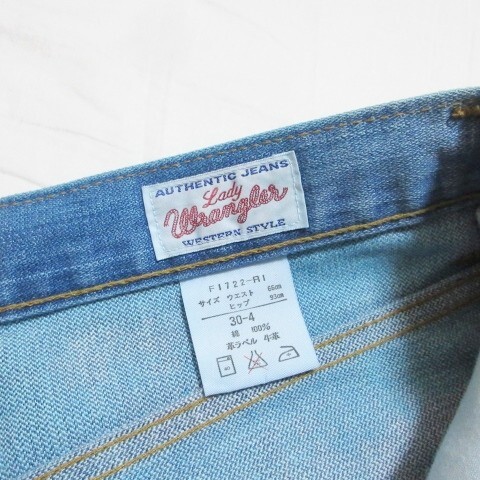 AUTHENTIC JEANS
Lady
Wrangler
WESTERN STYLE
F1722-RI
サイズ ウエスト 66cm
ヒップ 93cm
30-4
綿 100%
革ラベル 牛革